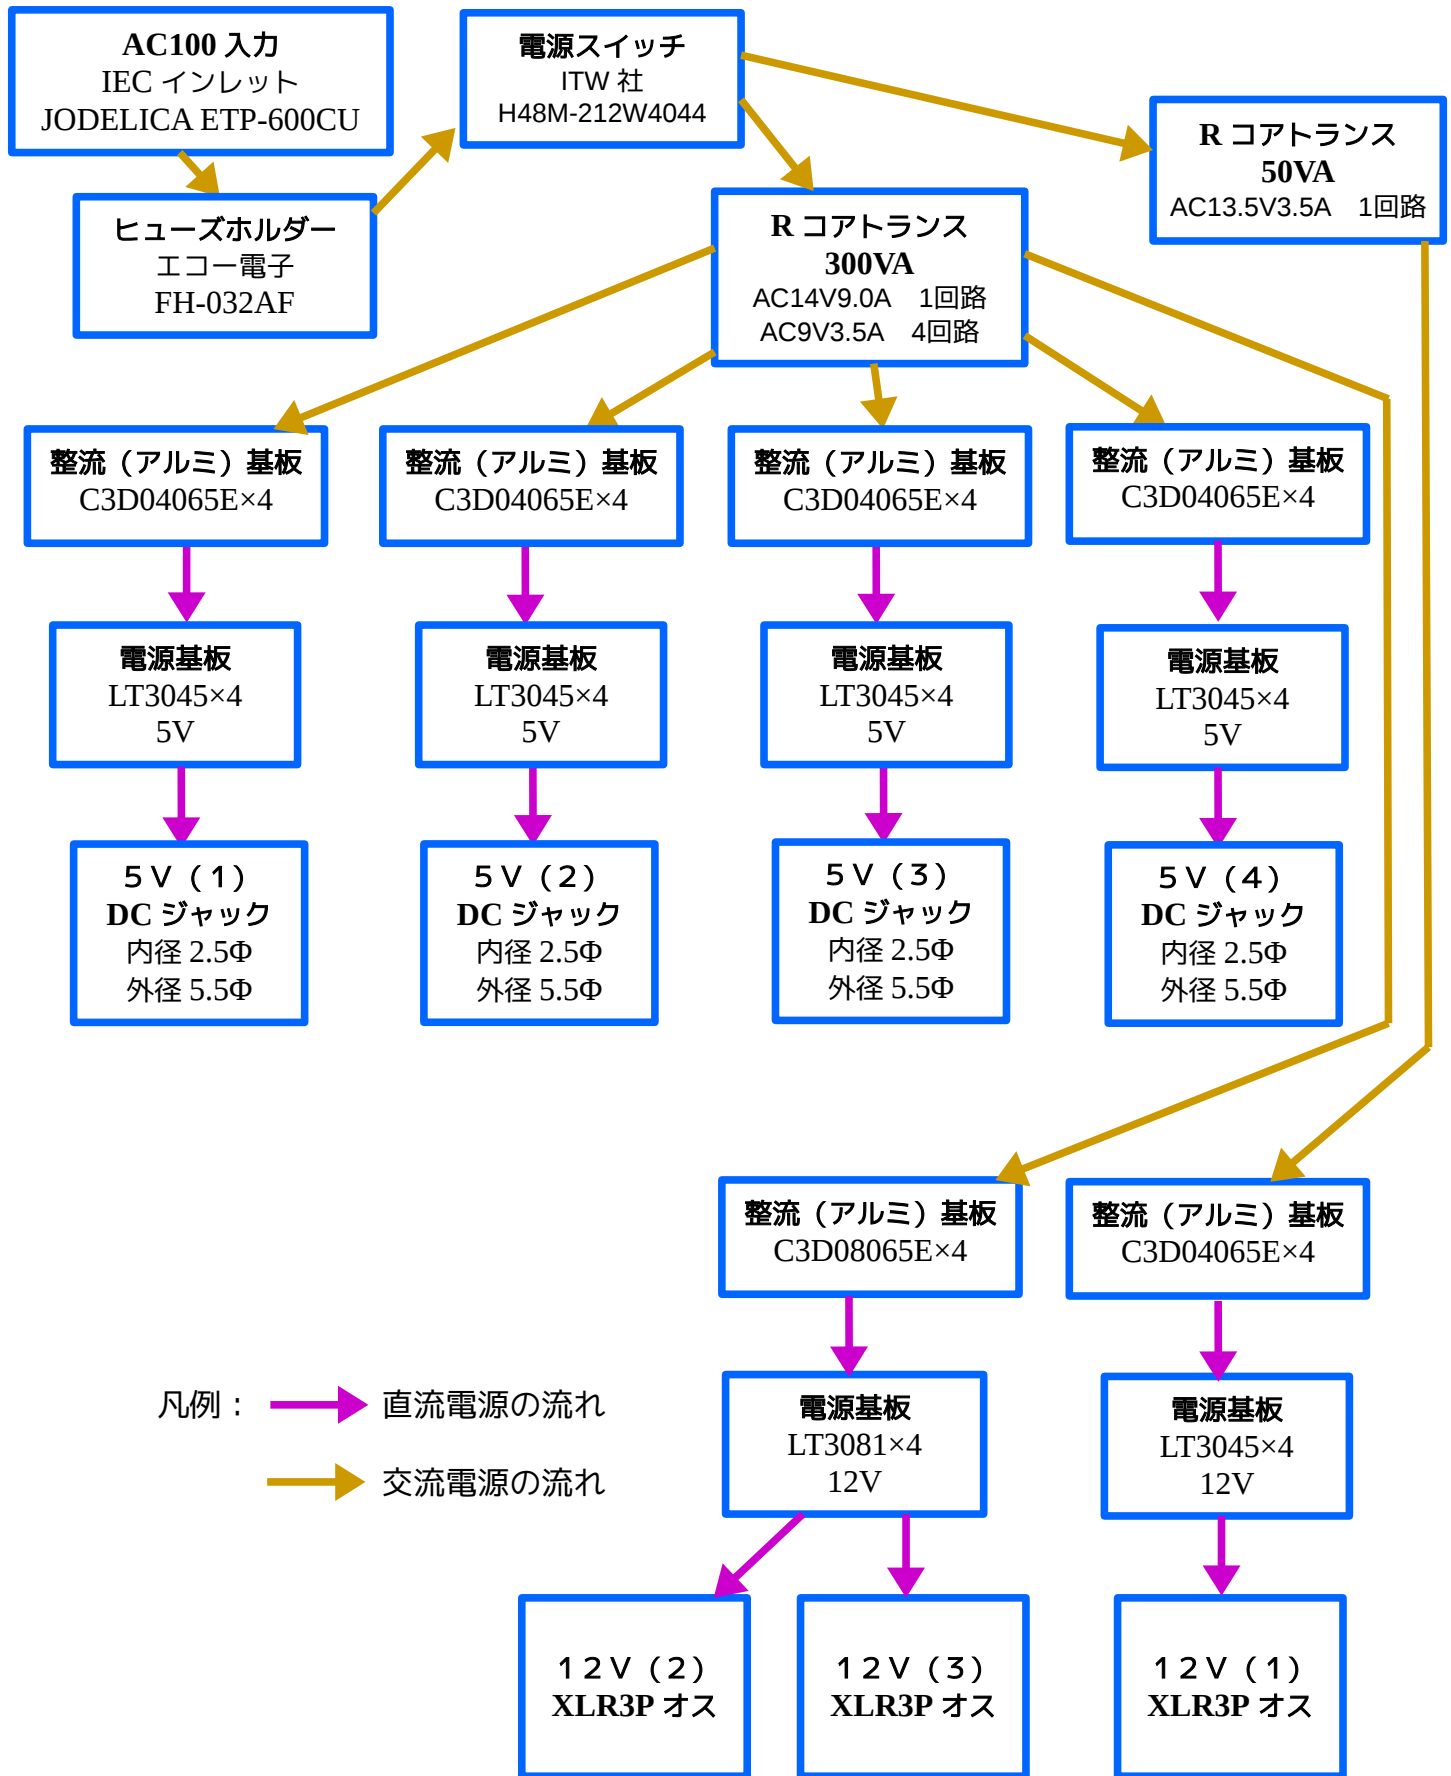 AC100 入力
IEC インレット
JODELICA ETP-600CU
電源スイッチ
ITW 社
H48M-212W4044
R コアトランス
50VA
AC13.5V3.5A　1回路
ヒューズホルダー
エコー電子
FH-032AF
R コアトランス
300VA
AC14V9.0A　1回路
AC9V3.5A　4回路
整流（アルミ）基板
C3D04065E×4
整流（アルミ）基板
C3D04065E×4
整流（アルミ）基板
C3D04065E×4
整流（アルミ）基板
C3D04065E×4
電源基板
LT3045×4
5V
電源基板
LT3045×4
5V
電源基板
LT3045×4
5V
電源基板
LT3045×4
5V
５Ｖ（１）
DC ジャック
内径 2.5Φ
外径 5.5Φ
５Ｖ（２）
DC ジャック
内径 2.5Φ
外径 5.5Φ
５Ｖ（３）
DC ジャック
内径 2.5Φ
外径 5.5Φ
５Ｖ（４）
DC ジャック
内径 2.5Φ
外径 5.5Φ
整流（アルミ）基板
C3D08065E×4
整流（アルミ）基板
C3D04065E×4
凡例：
直流電源の流れ
交流電源の流れ
電源基板
LT3081×4
12V
電源基板
LT3045×4
12V
１２Ｖ（２）
XLR3P オス
１２Ｖ（３）
XLR3P オス
１２Ｖ（１）
XLR3P オス